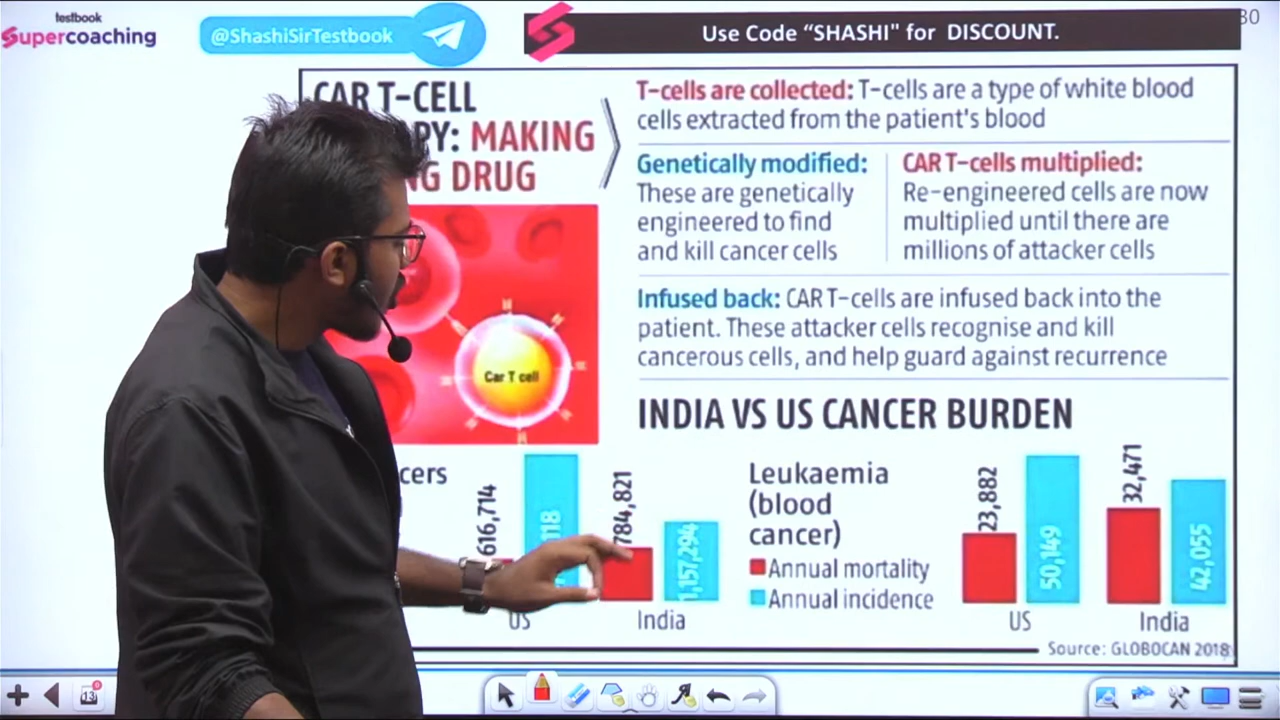 testbook
Supercoaching
@ShashiSirTestbook
Use Code “SHASHI" for DISCOUNT.
30
CAR T-CELL
PY: MAKING
NG DRUG
T-cells are collected: T-cells are a type of white blood
cells extracted from the patient's blood
Genetically modified:
These are genetically
engineered to find
and kill cancer cells
CAR T-cells multiplied:
Re-engineered cells are now
multiplied until there are
millions of attacker cells
Infused back: CAR T-cells are infused back into the
patient. These attacker cells recognise and kill
cancerous cells, and help guard against recurrence
Car T cell
INDIA VS US CANCER BURDEN
cers
616,714
118
784,821
1,157,294
US
India
Leukaemia
(blood
cancer)
Annual mortality
Annual incidence
23,882
50,149
32,471
42,055
US
India
Source: GLOBOCAN 2018
13